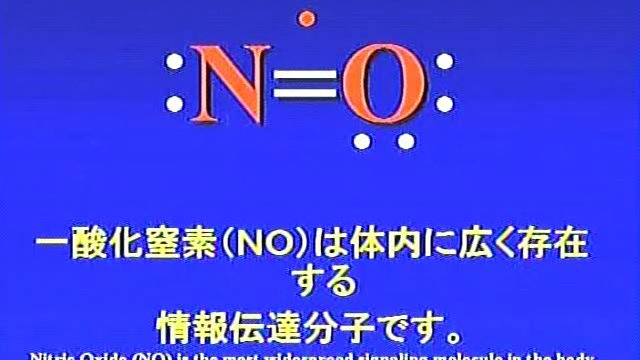 N=O
一酸化窒素(NO)は体内に広く存在
する
情報伝達分子です。
Nitric Oxide (NO) is the most widespread signaling molecule in the body